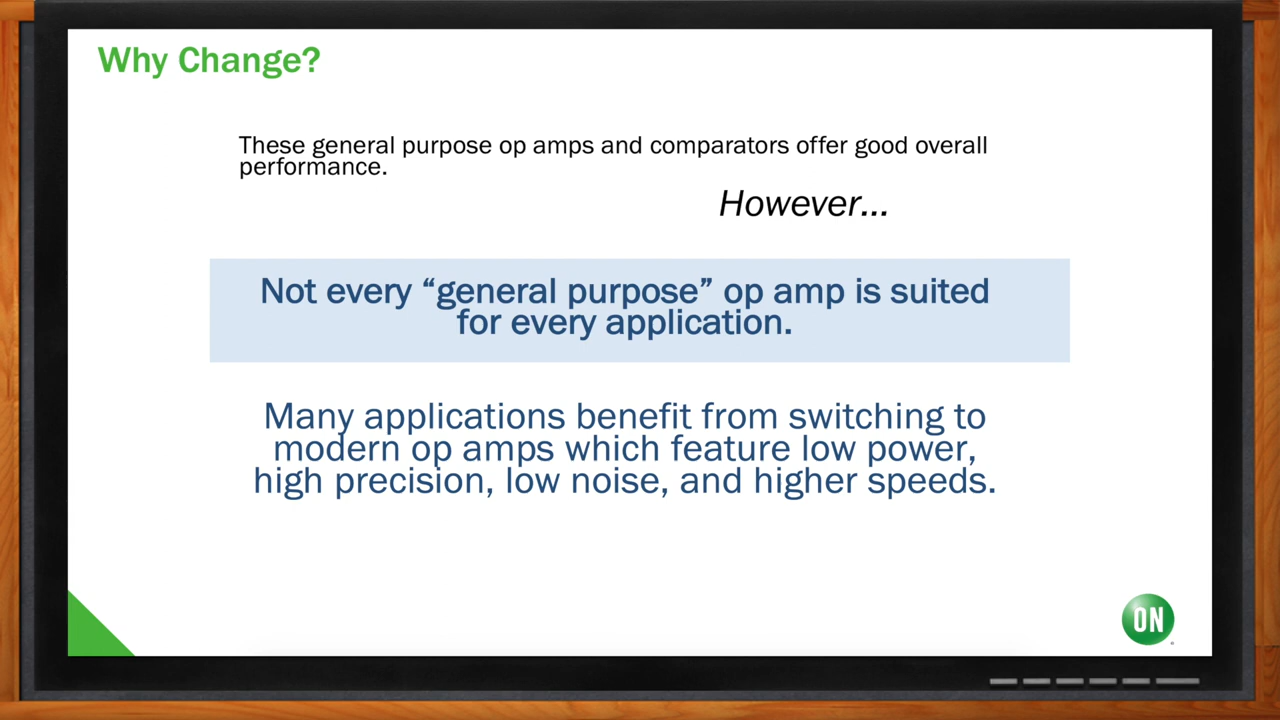 Why Change?
These general purpose op amps and comparators offer good overall
performance.
However...
Not every “general purpose” op amp is suited
for every application.
Many applications benefit from switching to
modern op amps which feature low power,
high precision, low noise, and higher speeds.
ON